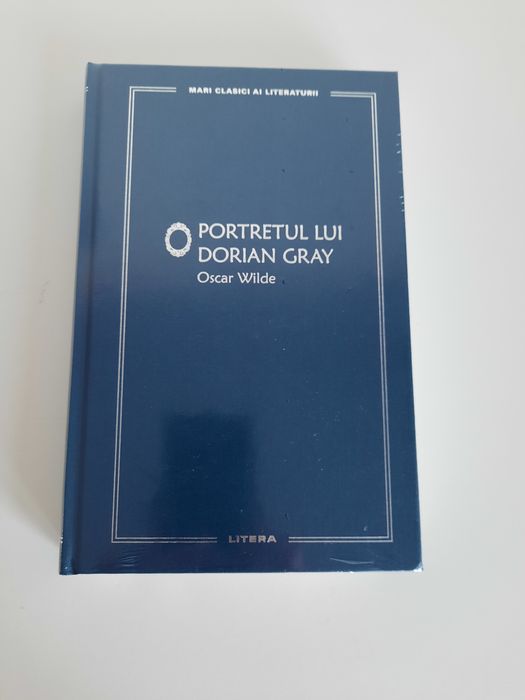 MARI CLASICI AI LITERATURII
PORTRETUL LUI
DORIAN GRAY
Oscar Wilde
LITERA